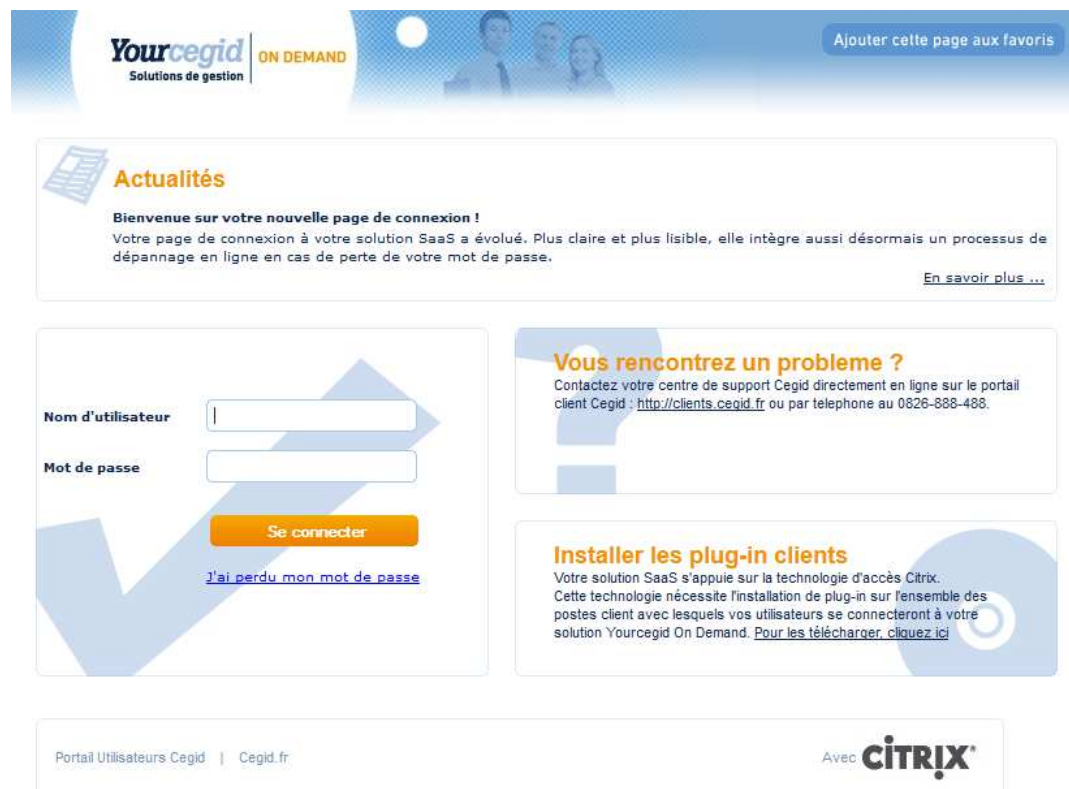 Yourcegid
Solutions de gestion
ON DEMAND
Ajouter cette page aux favoris
Actualités
Bienvenue sur votre nouvelle page de connexion !
Votre page de connexion à votre solution SaaS a évolué. Plus claire et plus lisible, elle intègre aussi désormais un processus de
dépannage en ligne en cas de perte de votre mot de passe.
En savoir plus ...
Nom d'utilisateur
Mot de passe
Se connecter
J'ai perdu mon mot de passe
Vous rencontrez un probleme ?
Contactez votre centre de support Cegid directement en ligne sur le portail
client Cegid : http://clients.cegid.fr ou par telephone au 0826-888-488.
Installer les plug-in clients
Votre solution SaaS s'appuie sur la technologie d'accès Citrix.
Cette technologie nécessite l'installation de plug-in sur l'ensemble des
postes client avec lesquels vos utilisateurs se connecteront à votre
solution Yourcegid On Demand. Pour les télécharger, cliquez ici
Portail Utilisateurs Cegid | Cegid.fr
Avec CITRIX®